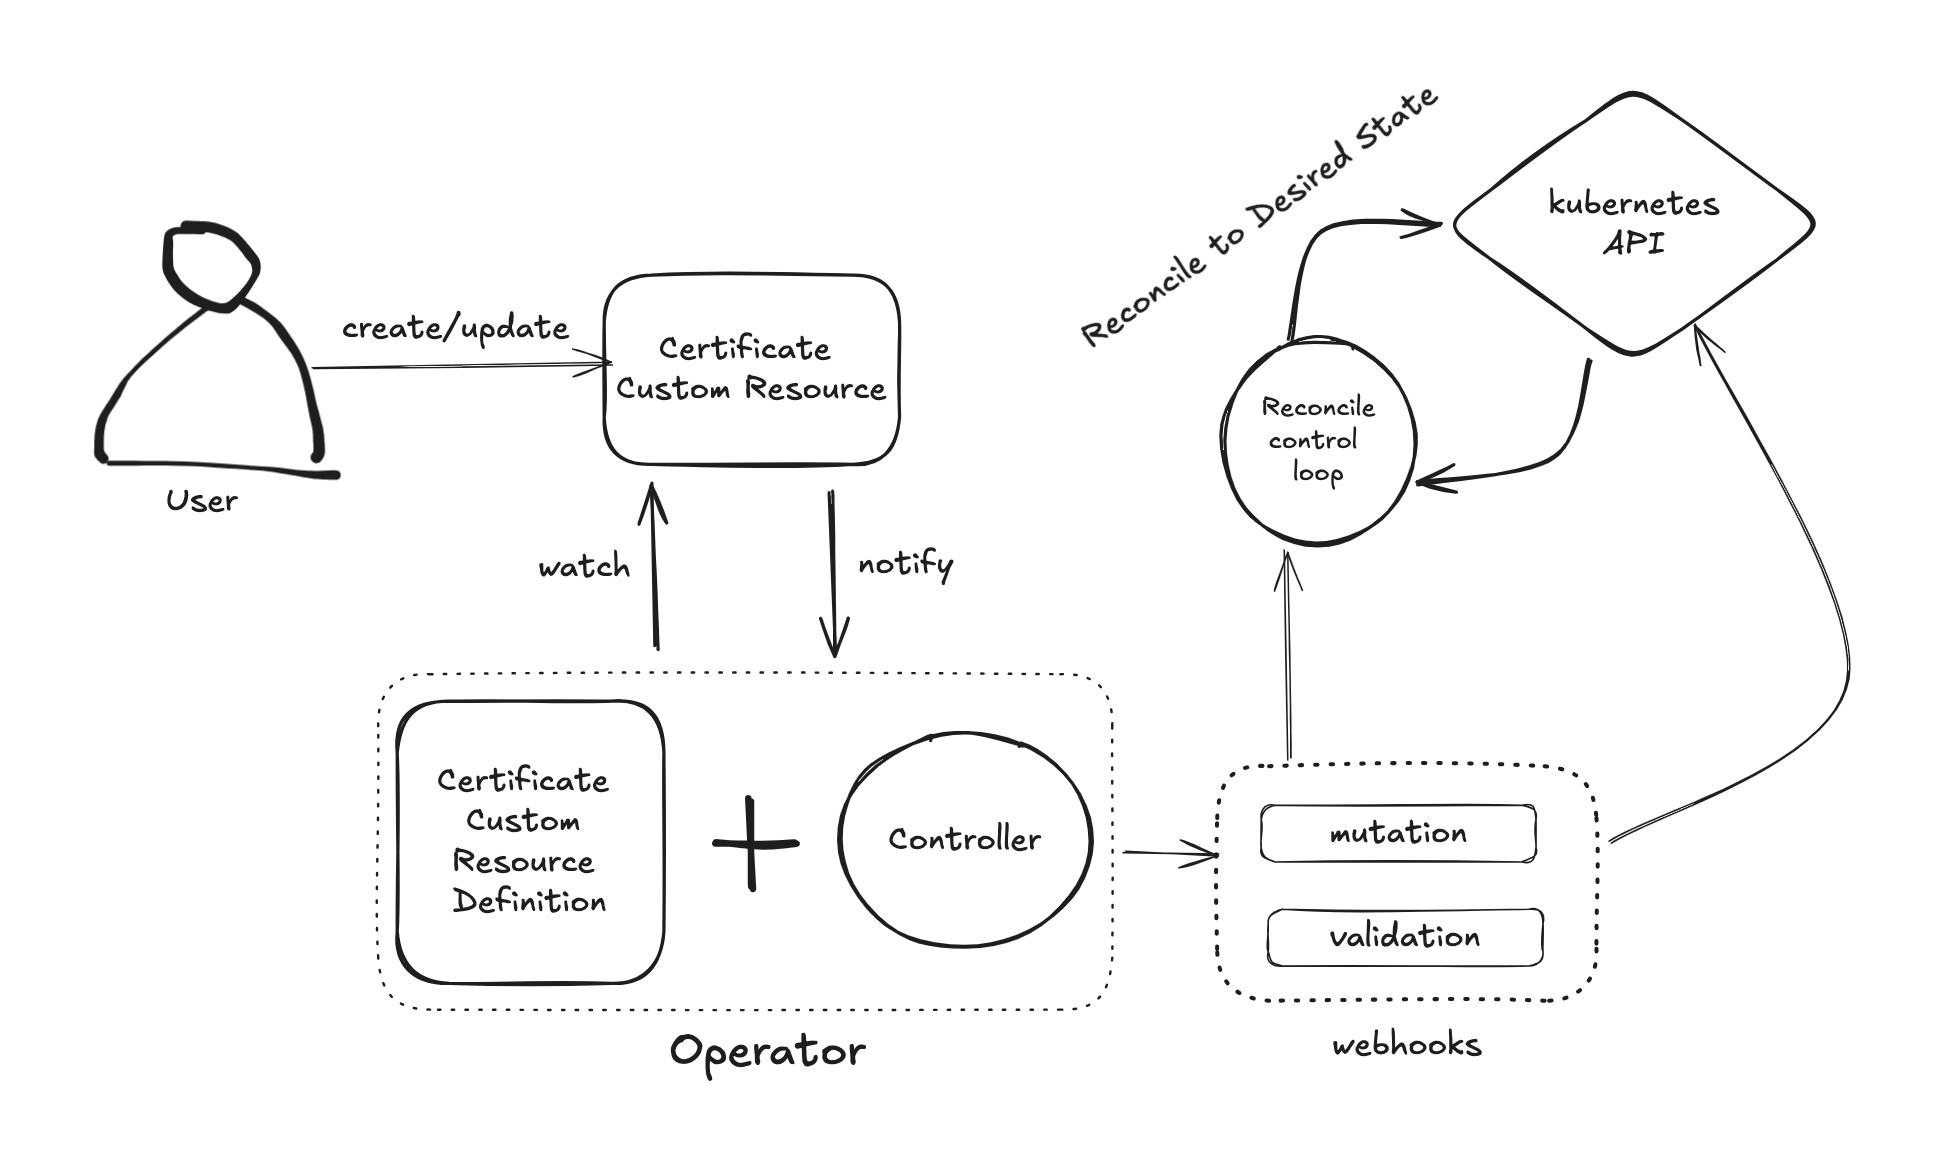 Reconcile to Desired State
kubernetes
API
create/update
Certificate
Custom Resource
Reconcile
control
loop
User
watch
notify
Certificate
Custom
Resource
Definition
Controller
mutation
validation
Operator
webhooks